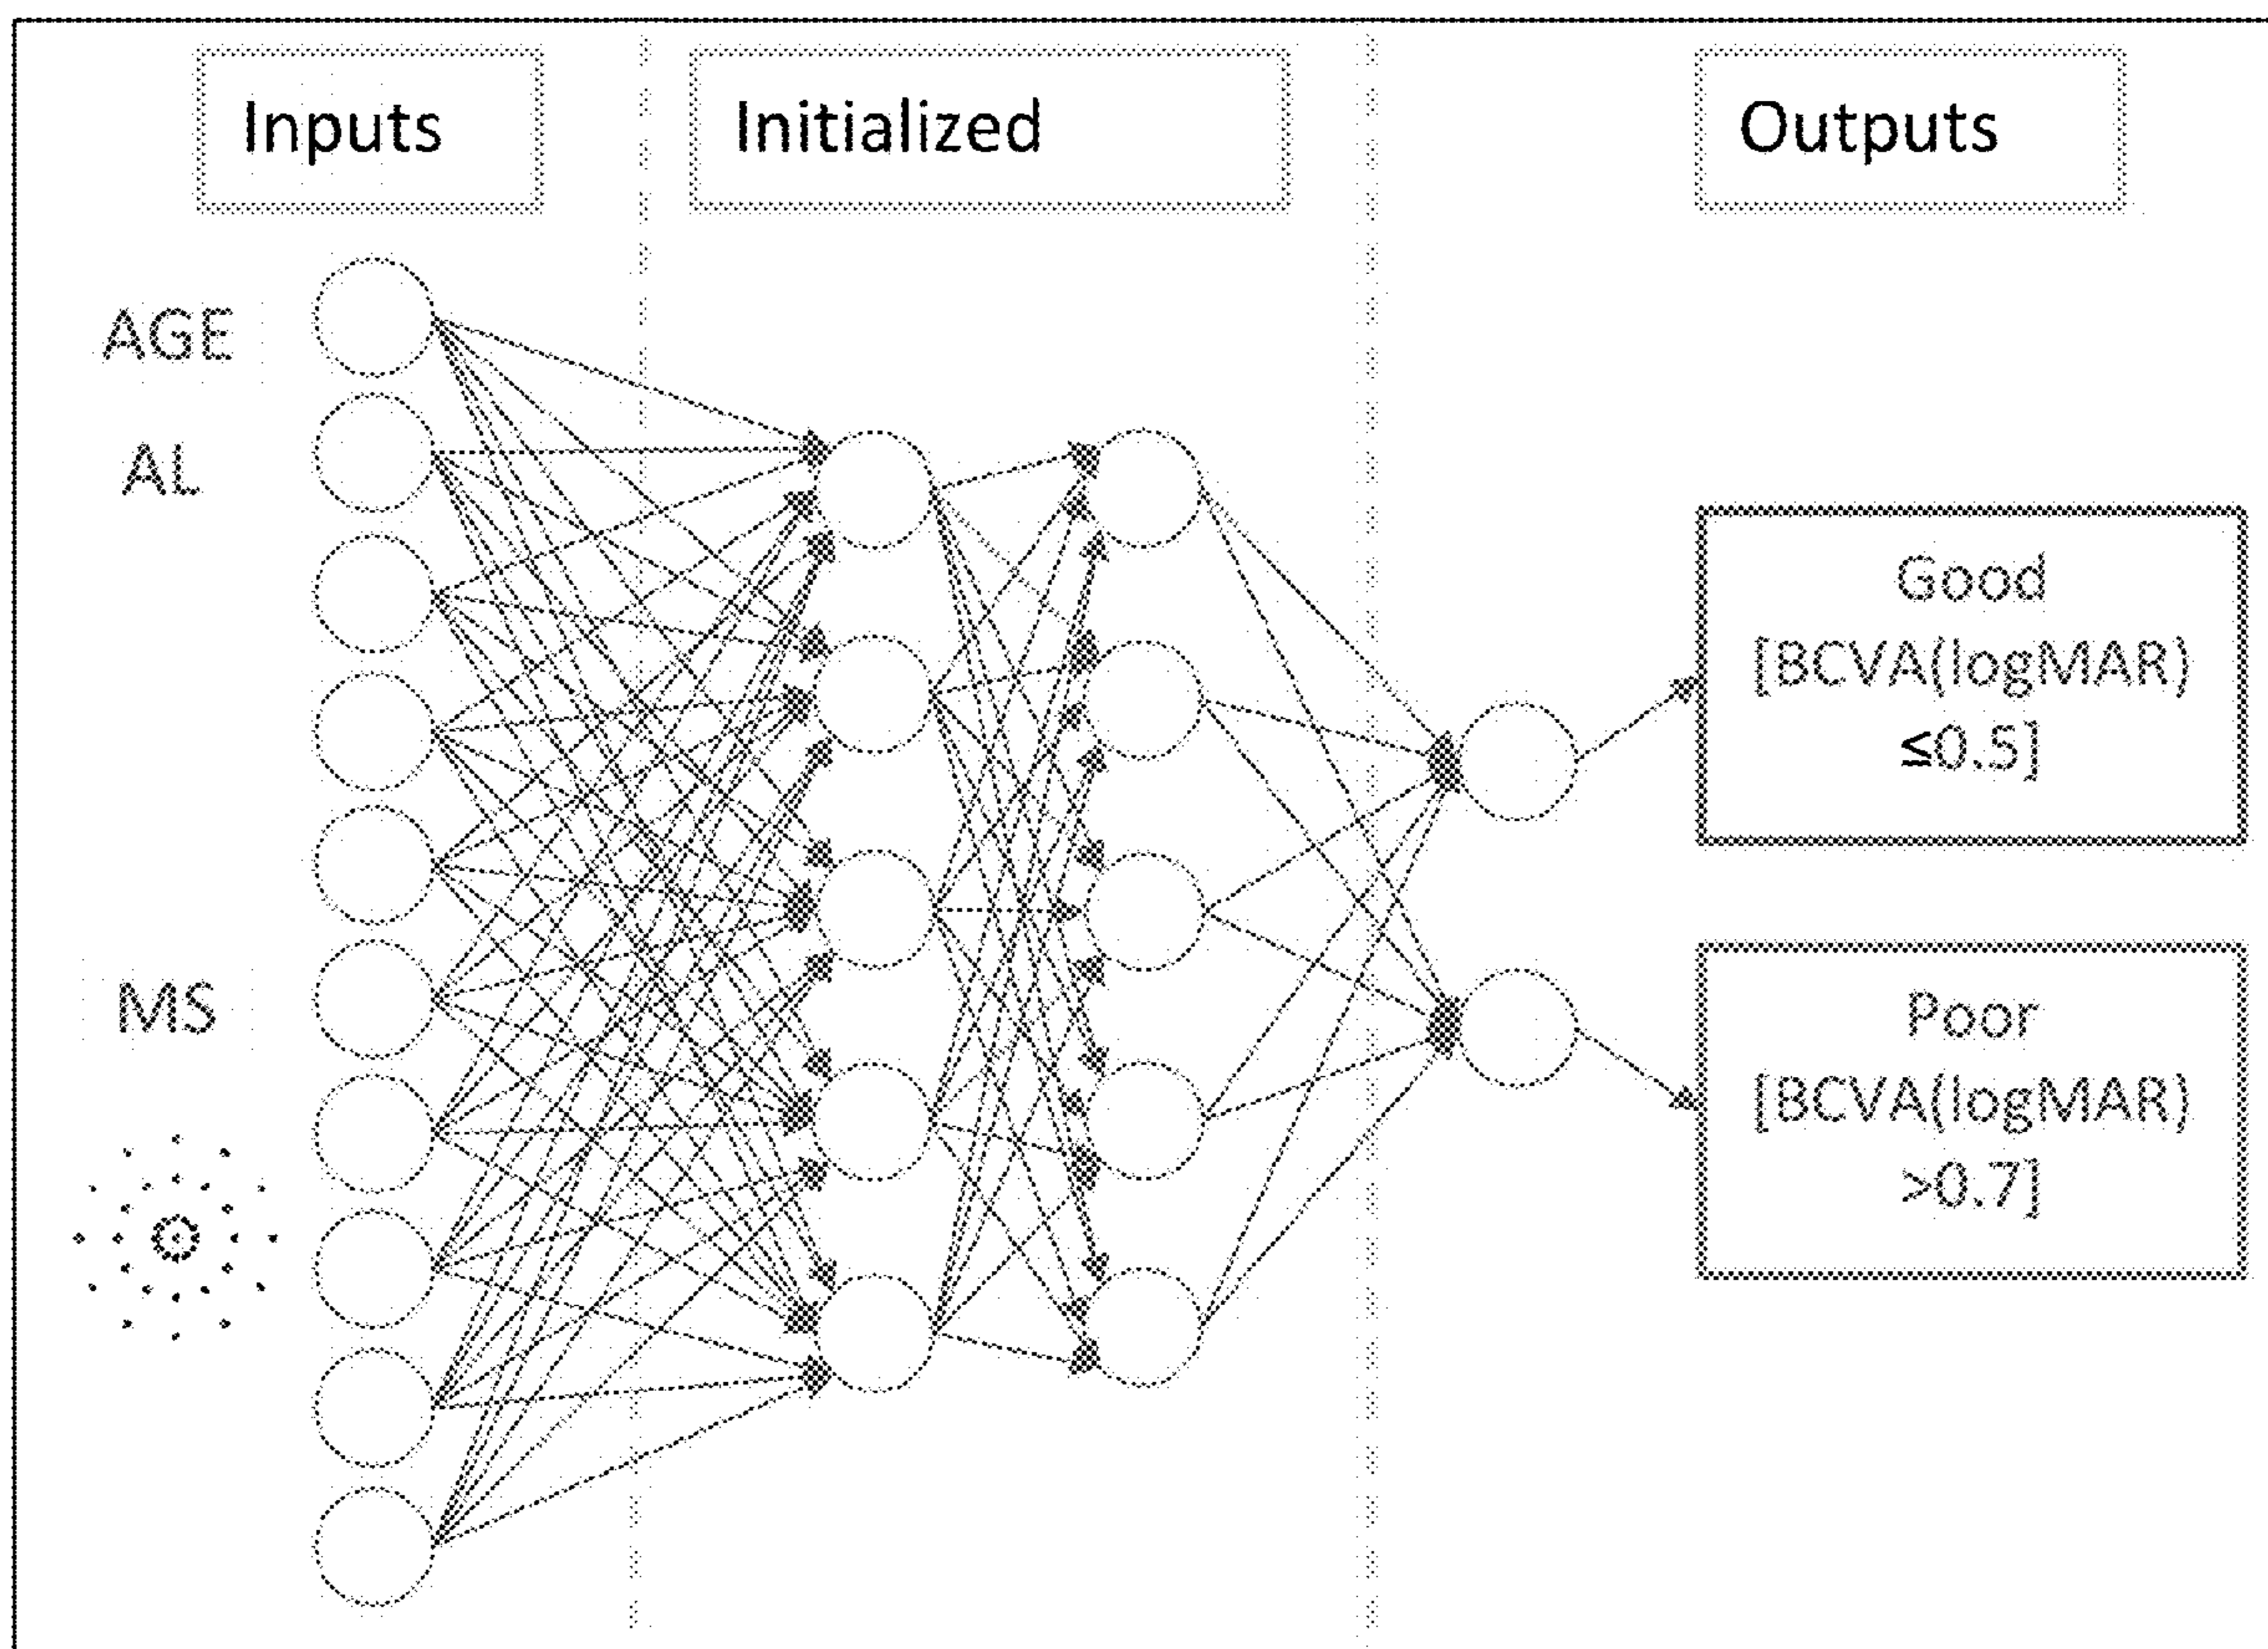 Inputs
Initialized
Outputs
AGE
AL
MS
Good
[BCVA(logMAR)
≤0.5]
Poor
[BCVA(logMAR)
>0.7]